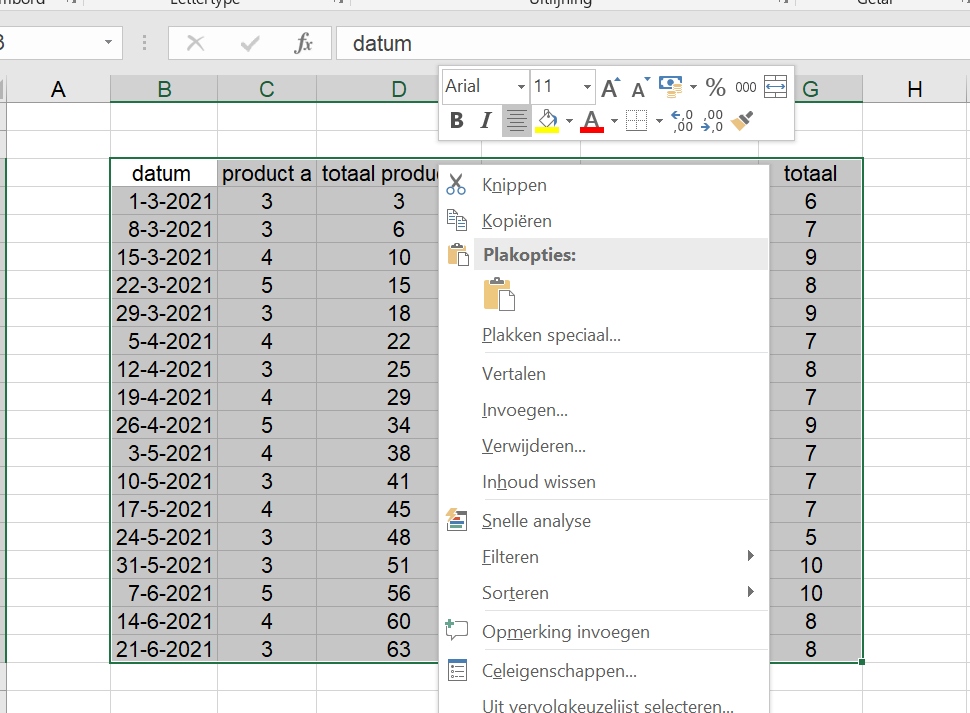 Lettertype Uitlijning Getal
datum
Arial 11 A A % 000
B I A ,0 ,00 ,00 ,0
A B C D G H
datum product a totaal totaal
1-3-2021 3 3 6
8-3-2021 3 6 7
15-3-2021 4 10 9
22-3-2021 5 15 8
29-3-2021 3 18 9
5-4-2021 4 22 7
12-4-2021 3 25 8
19-4-2021 4 29 7
26-4-2021 5 34 9
3-5-2021 4 38 7
10-5-2021 3 41 7
17-5-2021 4 45 7
24-5-2021 3 48 5
31-5-2021 3 51 10
7-6-2021 5 56 10
14-6-2021 4 60 8
21-6-2021 3 63 8
Knippen
Kopiëren
Plakopties:
Plakken speciaal...
Vertalen
Invoegen...
Verwijderen...
Inhoud wissen
Snelle analyse
Filteren
Sorteren
Opmerking invoegen
Celeigenschappen...
Uit vervolgkeuzelijst selecteren...